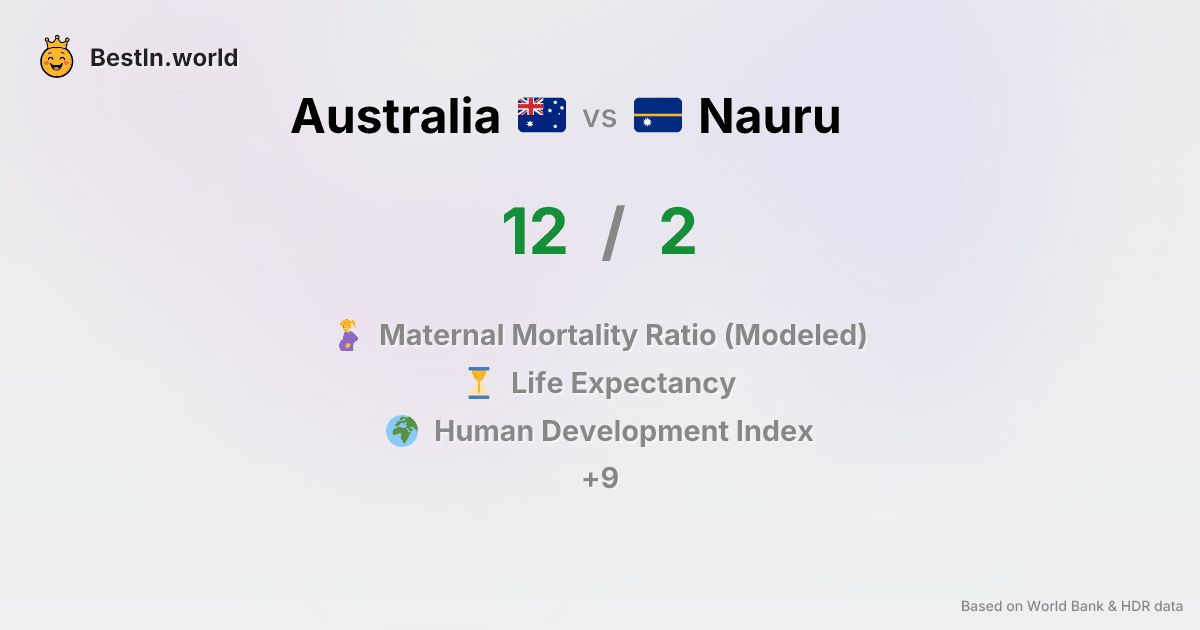 BestIn.world
Australia vs Nauru
12 / 2
Maternal Mortality Ratio (Modeled)
Life Expectancy
Human Development Index
+9
Based on World Bank & HDR data